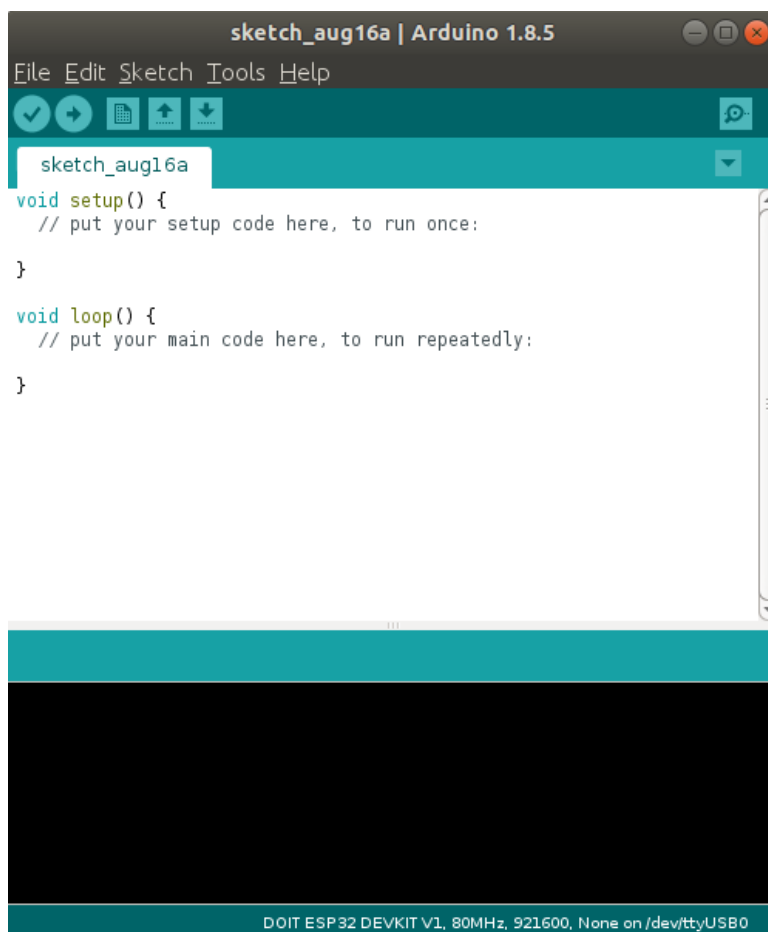 sketch_aug16a | Arduino 1.8.5
File Edit Sketch Tools Help
sketch_aug16a
void setup() {
  // put your setup code here, to run once:
}
void loop() {
  // put your main code here, to run repeatedly:
}
DOIT ESP32 DEVKIT V1, 80MHz, 921600, None on /dev/ttyUSB0